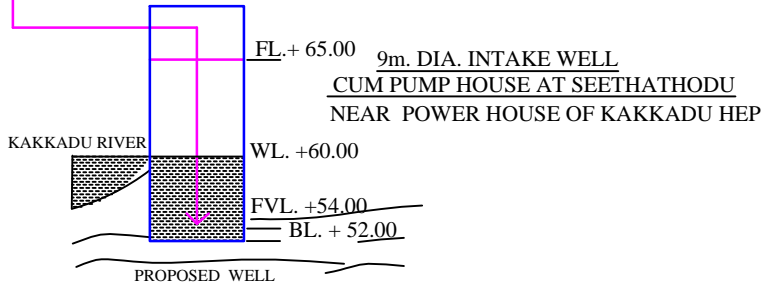 FL.+ 65.00
9m. DIA. INTAKE WELL
CUM PUMP HOUSE AT SEETHATHODU
NEAR POWER HOUSE OF KAKKADU HEP
KAKKADU RIVER
WL. +60.00
FVL. +54.00
BL. + 52.00
PROPOSED WELL